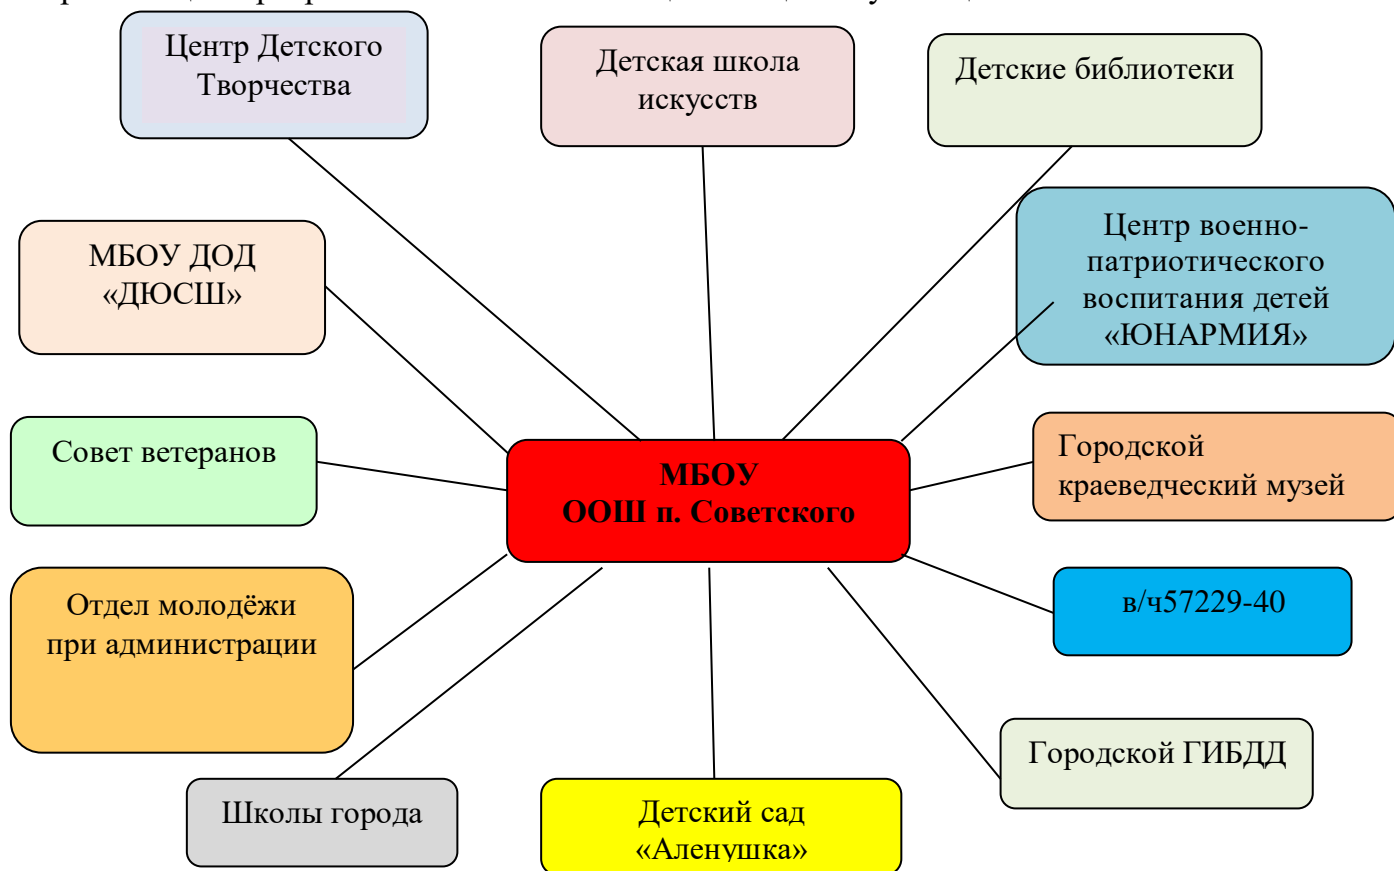 Центр Детского
Творчества
Детская школа
искусств
Детские библиотеки
МБОУ ДОД
«ДЮСШ»
Центр военно-
патриотического
воспитания детей
«ЮНАРМИЯ»
Совет ветеранов
МБОУ
ООШ п. Советского
Городской
краеведческий музей
Отдел молодёжи
при администрации
в/ч57229-40
Городской ГИБДД
Школы города
Детский сад
«Аленушка»